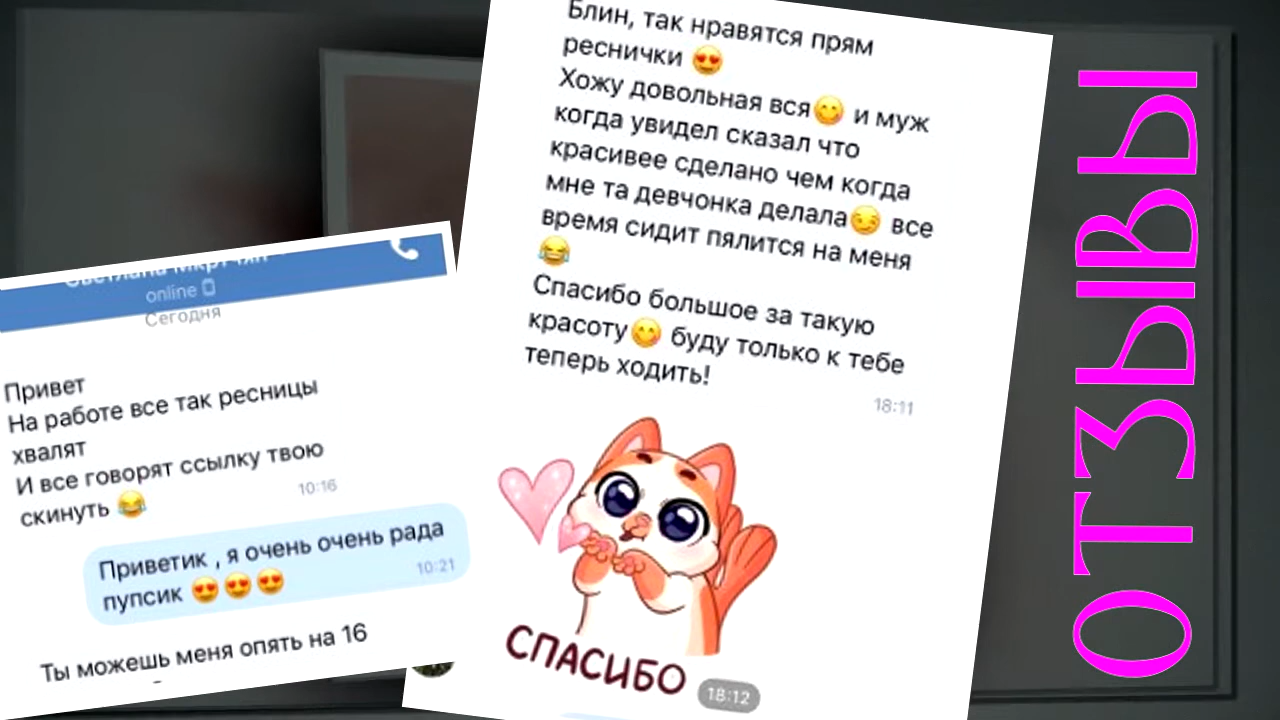 Блин, так нравятся прям
реснички 😍
Хожу довольная вся😋 и муж
когда увидел сказал что
красивее сделано чем когда
мне та девчонка делала😏 все
время сидит пялится на меня
😂
Спасибо большое за такую
красоту😋 буду только к тебе
теперь ходить!
18:11
СПАСИБО
18:12
online
Сегодня
Привет
На работе все так ресницы
хвалят
И все говорят ссылку твою
скинуть 😂
10:16
Приветик , я очень очень рада
пупсик 😍😍😍
10:21
Ты можешь меня опять на 16
ОТЗЫВЫ